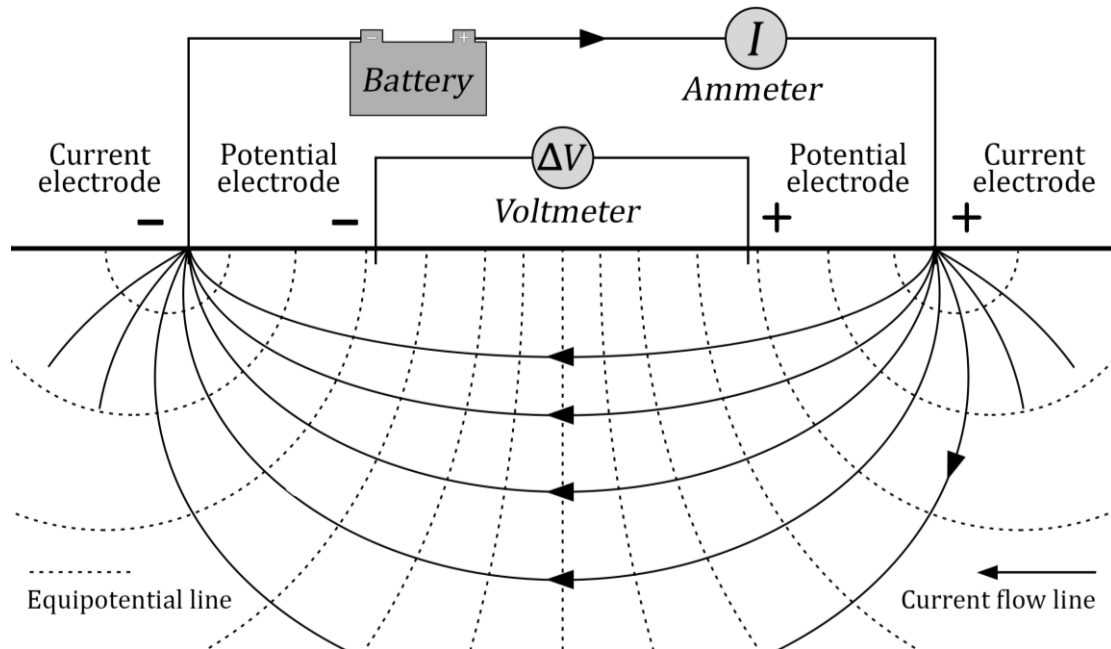 − +
Battery
I
Ammeter
Current
electrode
−
Potential
electrode
−
ΔV
Voltmeter
Potential
electrode
+
Current
electrode
+
Equipotential line
Current flow line